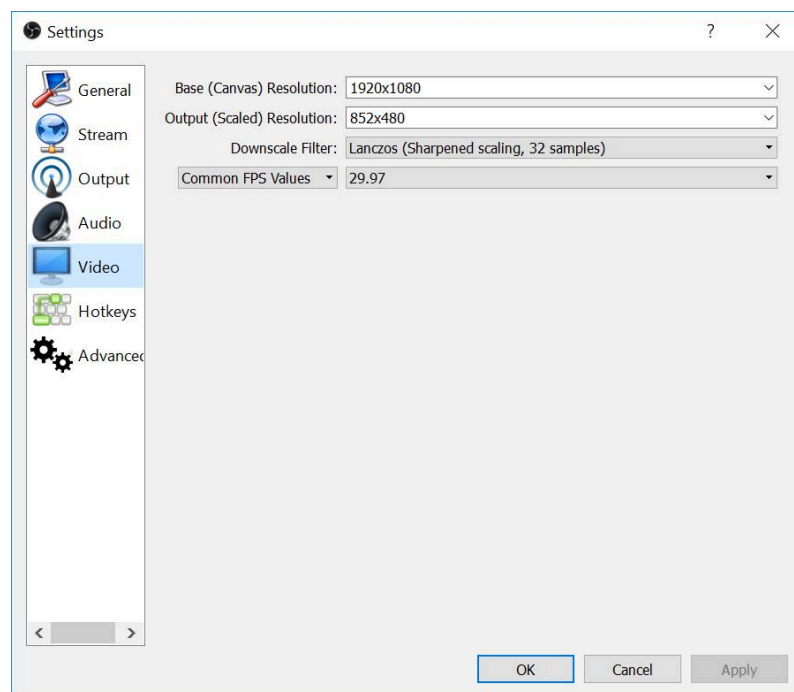 Settings ?
General
Stream
Output
Audio
Video
Hotkeys
Advanced
Base (Canvas) Resolution: 1920x1080
Output (Scaled) Resolution: 852x480
Downscale Filter: Lanczos (Sharpened scaling, 32 samples)
Common FPS Values 29.97
OK Cancel Apply